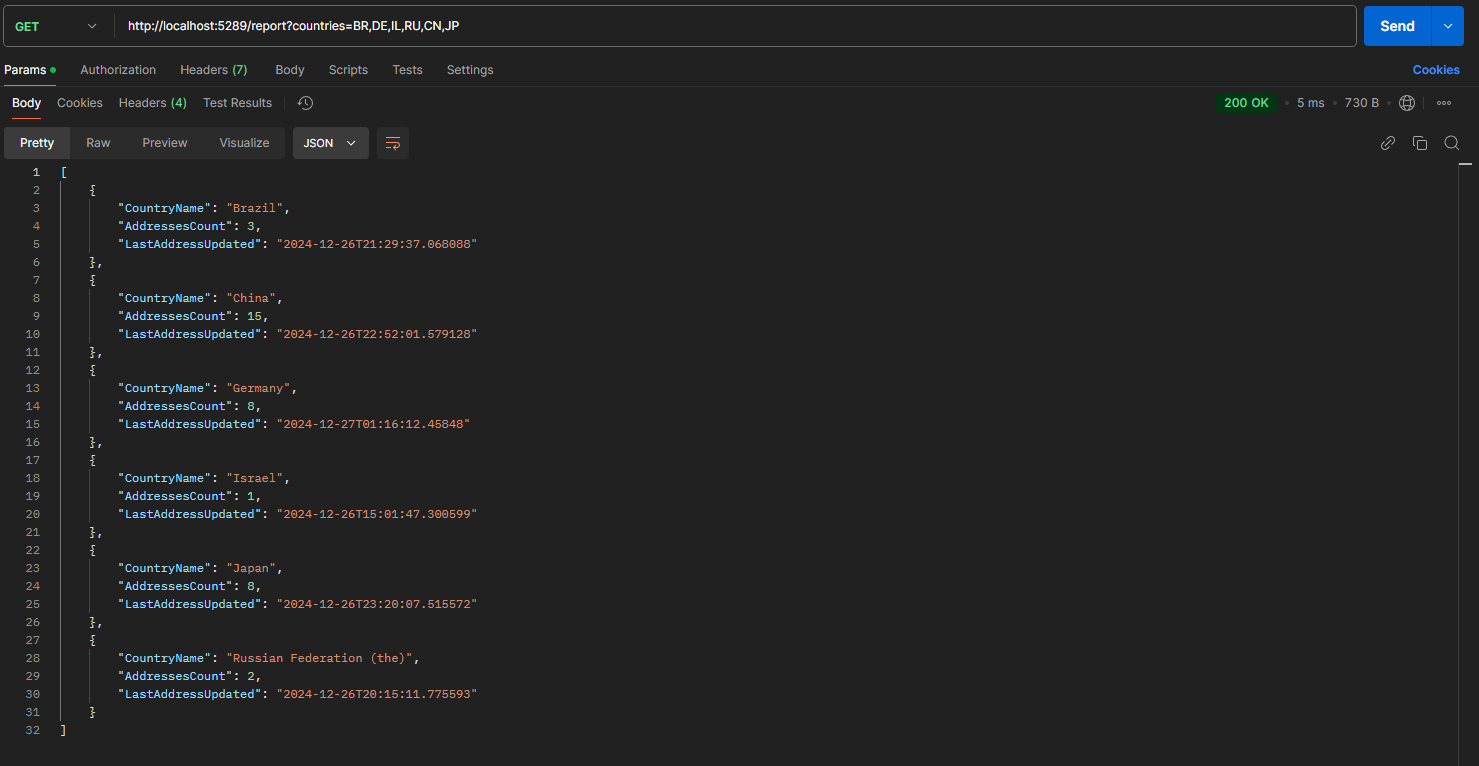 GET http://localhost:5289/report?countries=BR,DE,IL,RU,CN,JP Send
Params Authorization Headers (7) Body Scripts Tests Settings Cookies
Body Cookies Headers (4) Test Results 200 OK 5 ms 730 B
Pretty Raw Preview Visualize JSON
1 [
2 {
3 "CountryName": "Brazil",
4 "AddressesCount": 3,
5 "LastAddressUpdated": "2024-12-26T21:29:37.068088"
6 },
7 {
8 "CountryName": "China",
9 "AddressesCount": 15,
10 "LastAddressUpdated": "2024-12-26T22:52:01.579128"
11 },
12 {
13 "CountryName": "Germany",
14 "AddressesCount": 8,
15 "LastAddressUpdated": "2024-12-27T01:16:12.45848"
16 },
17 {
18 "CountryName": "Israel",
19 "AddressesCount": 1,
20 "LastAddressUpdated": "2024-12-26T15:01:47.300599"
21 },
22 {
23 "CountryName": "Japan",
24 "AddressesCount": 8,
25 "LastAddressUpdated": "2024-12-26T23:20:07.515572"
26 },
27 {
28 "CountryName": "Russian Federation (the)",
29 "AddressesCount": 2,
30 "LastAddressUpdated": "2024-12-26T20:15:11.775593"
31 }
32 ]